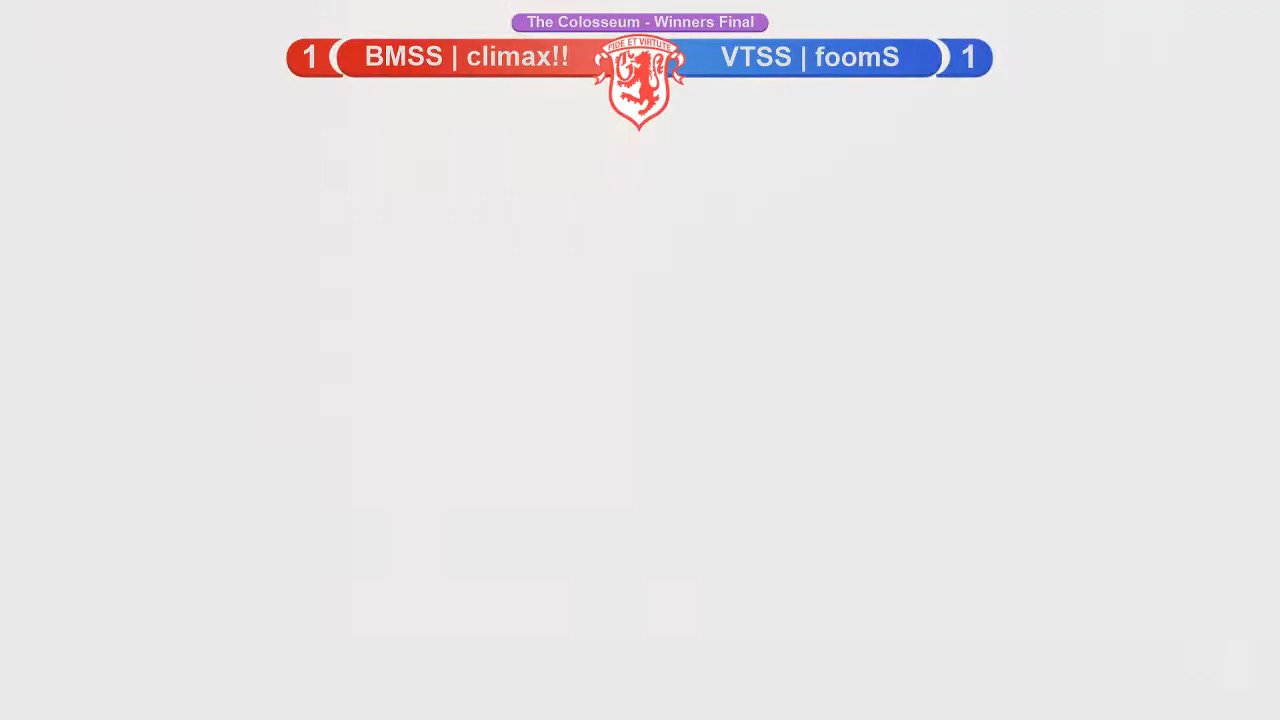 The Colosseum - Winners Final
1 BMSS | climax!! FIDE ET VIRTUTE VTSS | foomS 1